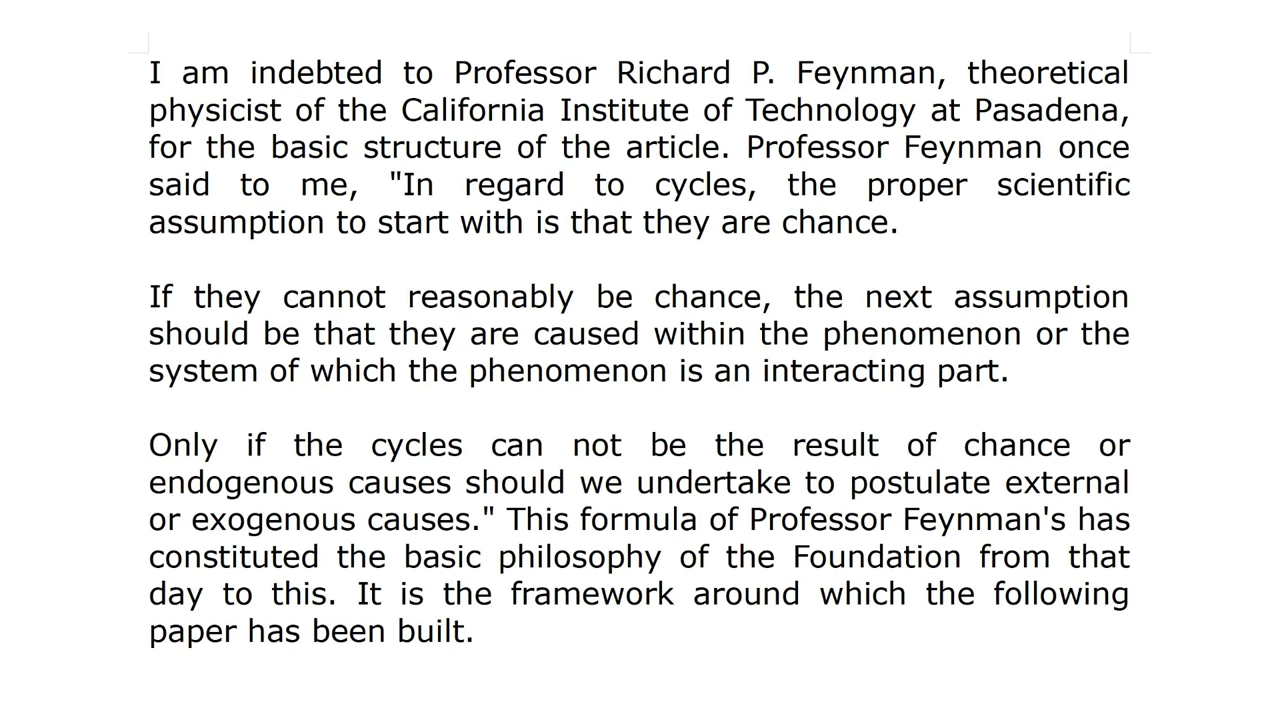 I am indebted to Professor Richard P. Feynman, theoretical
physicist of the California Institute of Technology at Pasadena,
for the basic structure of the article. Professor Feynman once
said to me, "In regard to cycles, the proper scientific
assumption to start with is that they are chance.
If they cannot reasonably be chance, the next assumption
should be that they are caused within the phenomenon or the
system of which the phenomenon is an interacting part.
Only if the cycles can not be the result of chance or
endogenous causes should we undertake to postulate external
or exogenous causes." This formula of Professor Feynman's has
constituted the basic philosophy of the Foundation from that
day to this. It is the framework around which the following
paper has been built.